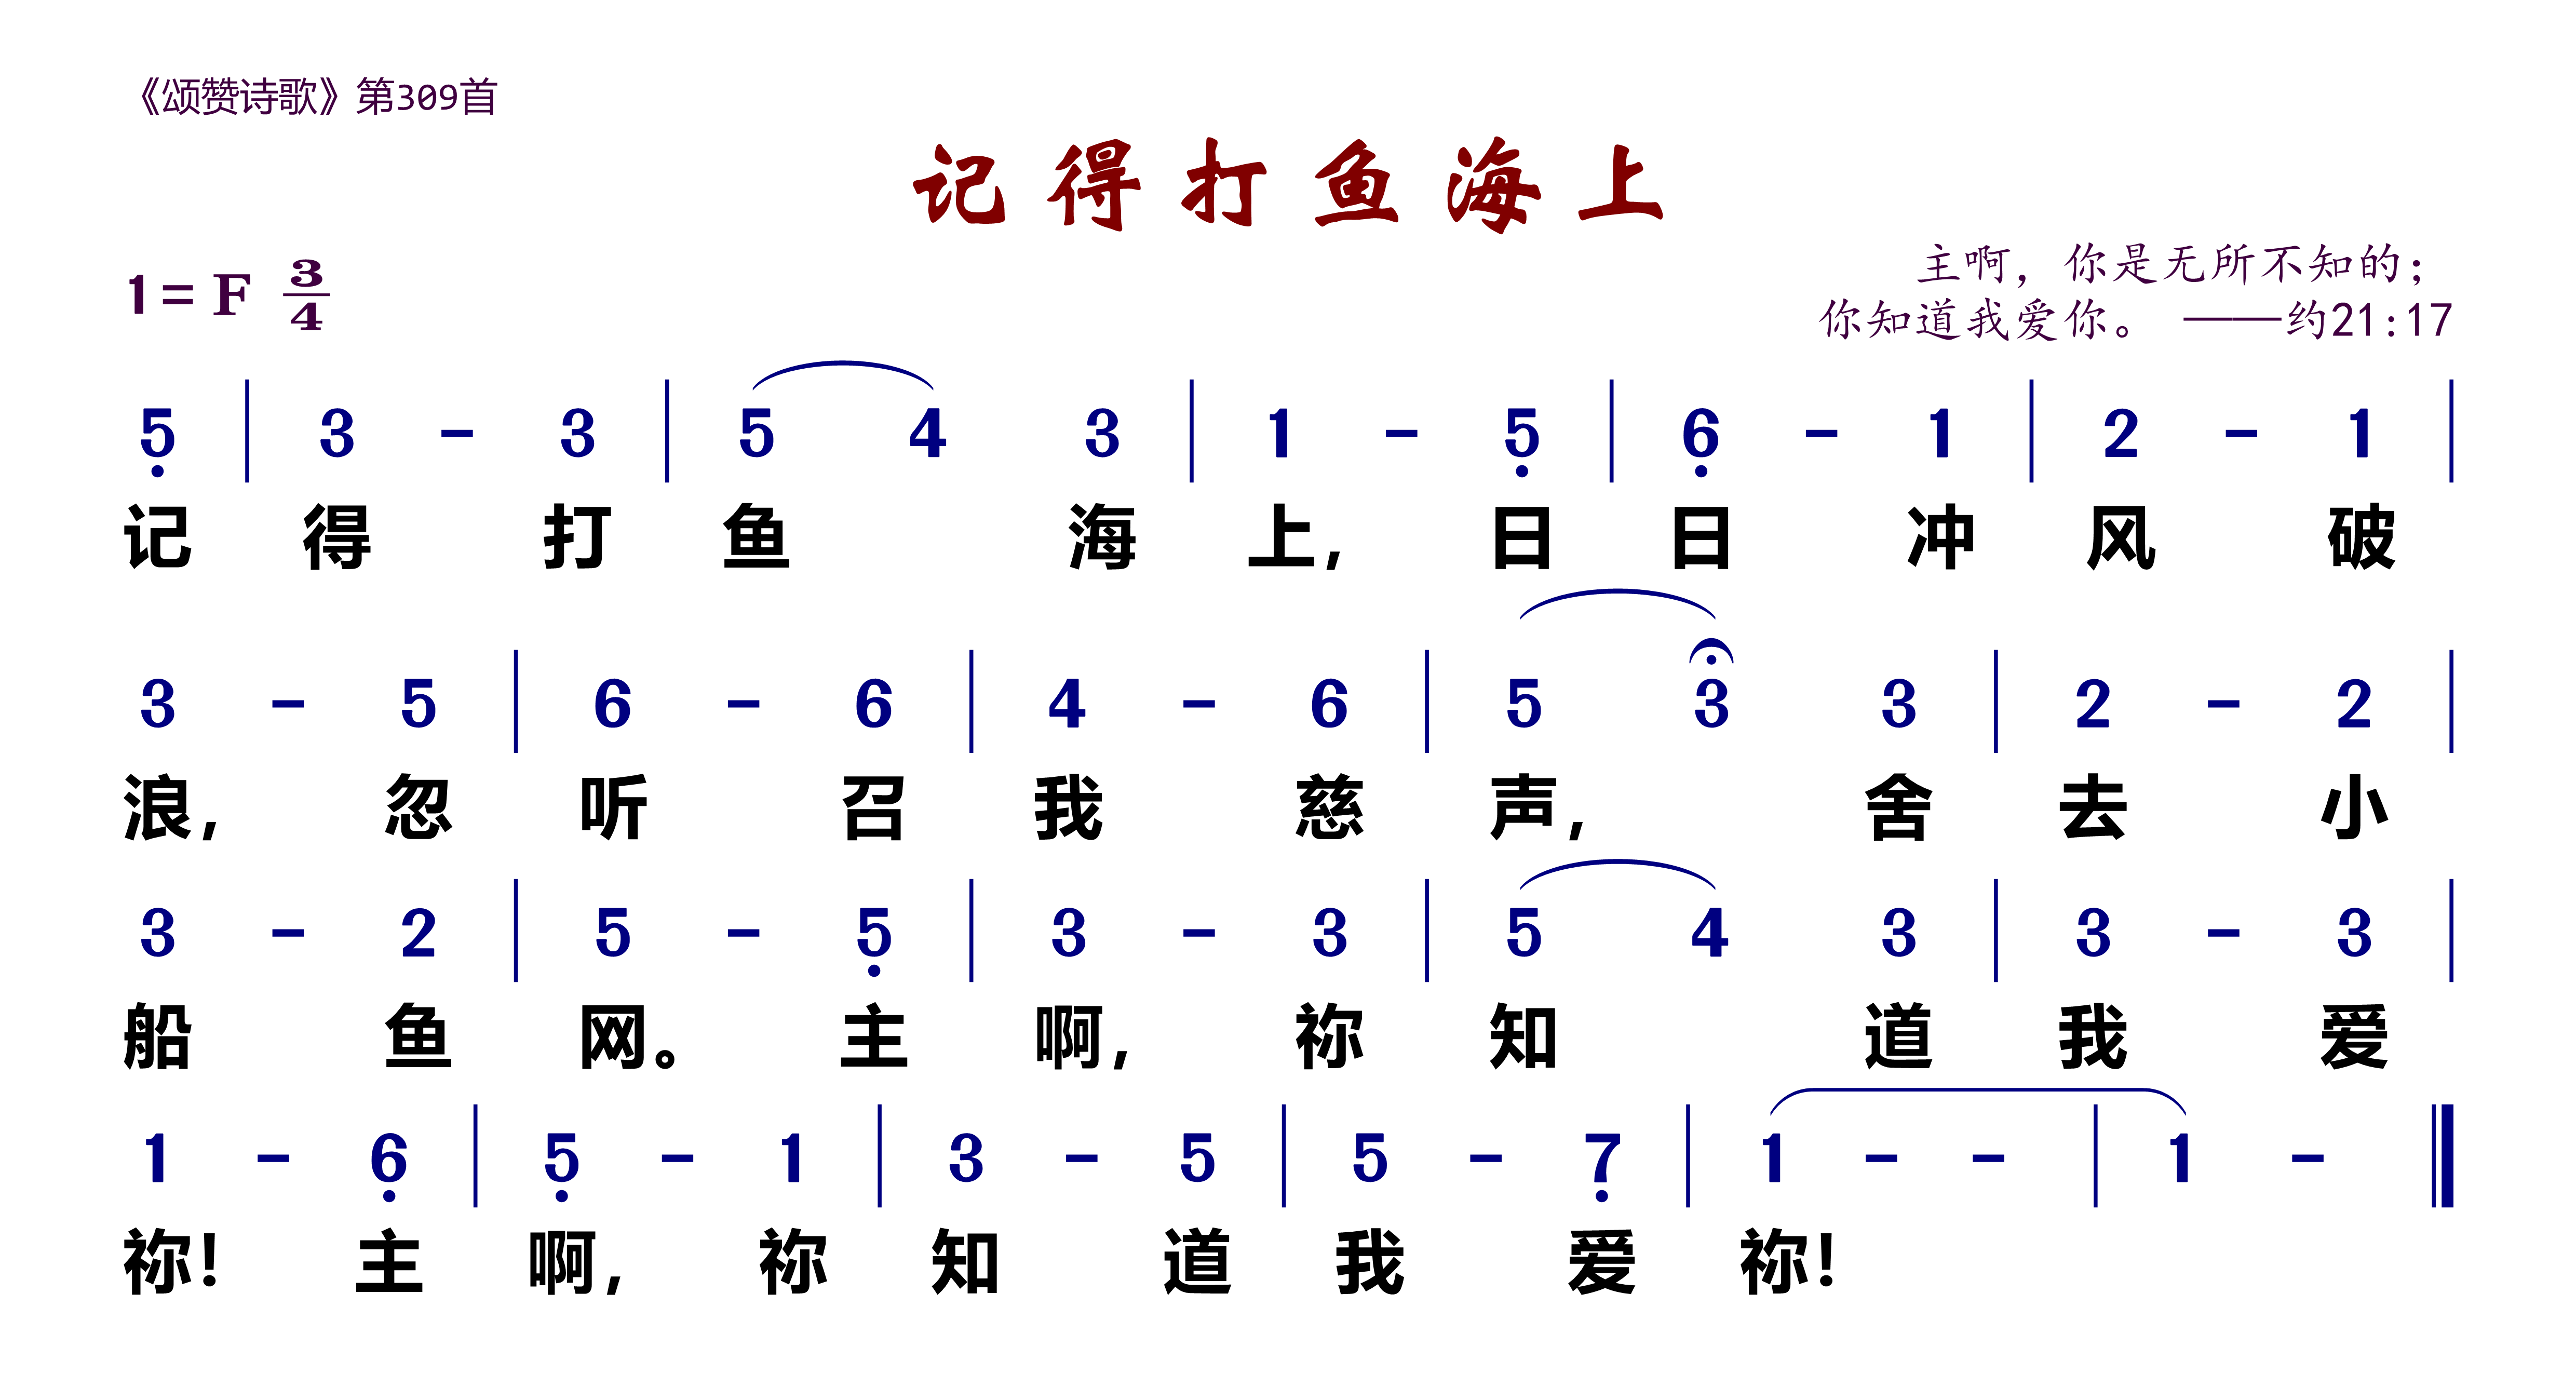 《颂赞诗歌》第309首
记得打鱼海上
1= F 3/4
主啊，你是无所不知的；
你知道我爱你。 ——约21:17
5̣ | 3 - 3 | 5 4 3 | 1 - 5̣ | 6̣ - 1 | 2 - 1 |
记 得 打 鱼 海 上， 日 日 冲 风 破
3 - 5 | 6 - 6 | 4 - 6 | 5 3 3 | 2 - 2 |
浪， 忽 听 召 我 慈 声， 舍 去 小
3 - 2 | 5 - 5̣ | 3 - 3 | 5 4 3 | 3 - 3 |
船 鱼 网。 主 啊， 祢 知 道 我 爱
1 - 6̣ | 5̣ - 1 | 3 - 5 | 5 - 7̣ | 1 - - | 1 - ‖
祢！ 主 啊， 祢 知 道 我 爱 祢！